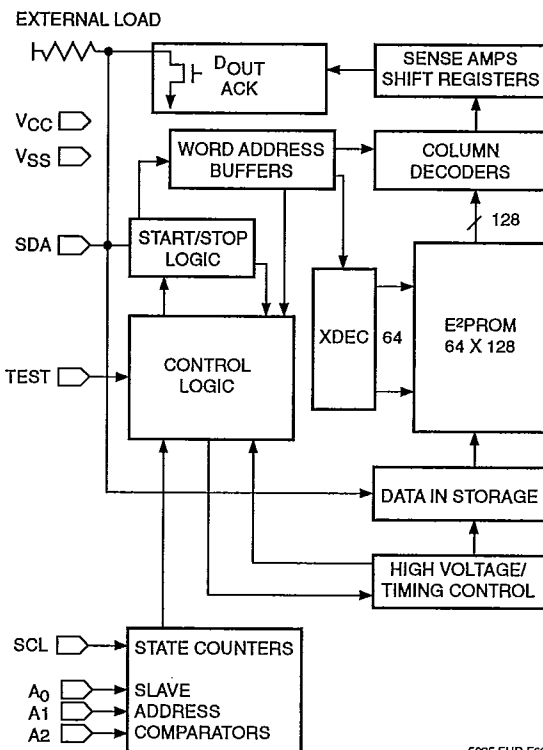 EXTERNAL LOAD
DOUT
ACK
SENSE AMPS
SHIFT REGISTERS
VCC
VSS
WORD ADDRESS
BUFFERS
COLUMN
DECODERS
128
SDA
START/STOP
LOGIC
XDEC
64
E²PROM
64 X 128
TEST
CONTROL
LOGIC
DATA IN STORAGE
HIGH VOLTAGE/
TIMING CONTROL
SCL
STATE COUNTERS
A0
SLAVE
A1
ADDRESS
A2
COMPARATORS